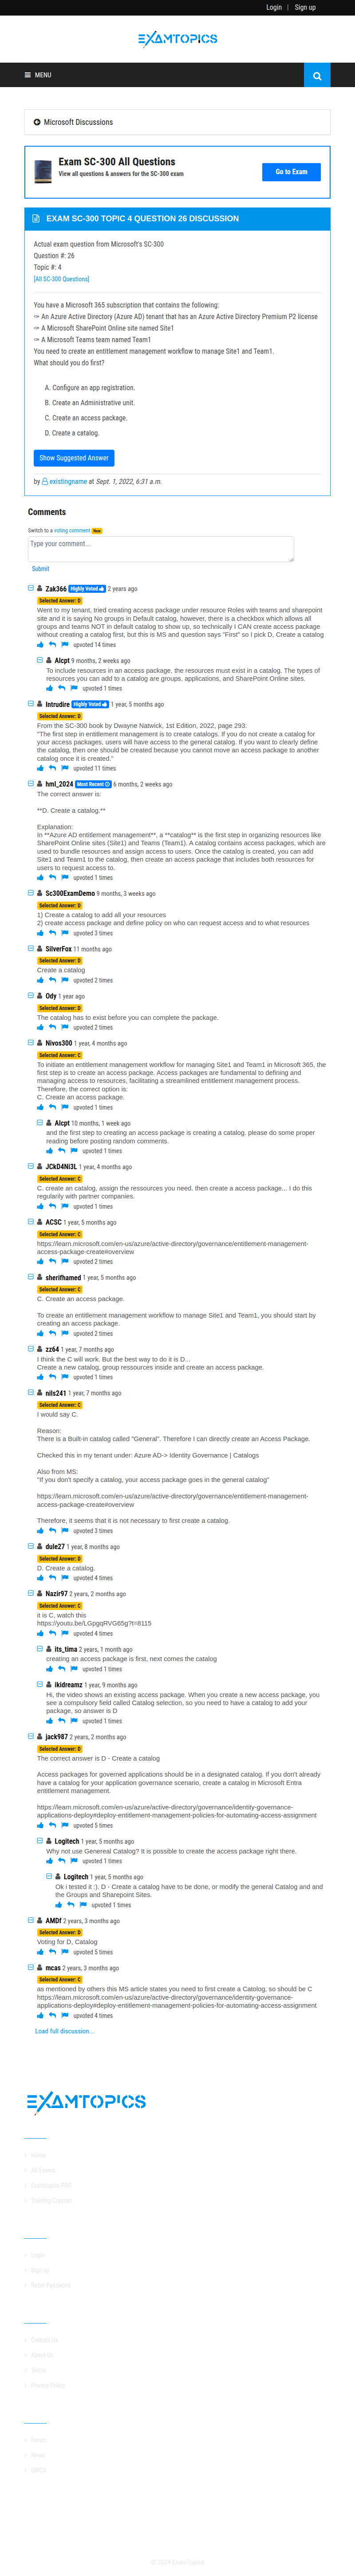 Login | Sign up
EXAMTOPICS
MENU
Microsoft Discussions
Exam SC-300 All Questions
View all questions & answers for the SC-300 exam
Go to Exam
EXAM SC-300 TOPIC 4 QUESTION 26 DISCUSSION
Actual exam question from Microsoft's SC-300
Question #: 26
Topic #: 4
[All SC-300 Questions]
You have a Microsoft 365 subscription that contains the following:
✑ An Azure Active Directory (Azure AD) tenant that has an Azure Active Directory Premium P2 license
✑ A Microsoft SharePoint Online site named Site1
✑ A Microsoft Teams team named Team1
You need to create an entitlement management workflow to manage Site1 and Team1.
What should you do first?
A. Configure an app registration.
B. Create an Administrative unit.
C. Create an access package.
D. Create a catalog.
Show Suggested Answer
by existingname at Sept. 1, 2022, 6:31 a.m.
Comments
Switch to a voting comment New
Type your comment...
Submit
Zak366 Highly Voted 2 years ago
Selected Answer: D
Went to my tenant, tried creating access package under resource Roles with teams and sharepoint
site and it is saying No groups in Default catalog, however, there is a checkbox which allows all
groups and teams NOT in default catalog to show up, so technically I CAN create access package
without creating a catalog first, but this is MS and question says "First" so I pick D, Create a catalog
upvoted 14 times
Alcpt 9 months, 2 weeks ago
To include resources in an access package, the resources must exist in a catalog. The types of
resources you can add to a catalog are groups, applications, and SharePoint Online sites.
upvoted 1 times
Intrudire Highly Voted 1 year, 5 months ago
Selected Answer: D
From the SC-300 book by Dwayne Natwick, 1st Edition, 2022, page 293:
"The first step in entitlement management is to create catalogs. If you do not create a catalog for
your access packages, users will have access to the general catalog. If you want to clearly define
the catalog, then one should be created because you cannot move an access package to another
catalog once it is created."
upvoted 11 times
hml_2024 Most Recent 6 months, 2 weeks ago
The correct answer is:
**D. Create a catalog.**
Explanation:
In **Azure AD entitlement management**, a **catalog** is the first step in organizing resources like
SharePoint Online sites (Site1) and Teams (Team1). A catalog contains access packages, which are
used to bundle resources and assign access to users. Once the catalog is created, you can add
Site1 and Team1 to the catalog, then create an access package that includes both resources for
users to request access to.
upvoted 1 times
Sc300ExamDemo 9 months, 3 weeks ago
Selected Answer: D
1) Create a catalog to add all your resources
2) create access package and define policy on who can request access and to what resources
upvoted 3 times
SilverFox 11 months ago
Selected Answer: D
Create a catalog
upvoted 2 times
Ody 1 year ago
Selected Answer: D
The catalog has to exist before you can complete the package.
upvoted 2 times
Nivos300 1 year, 4 months ago
Selected Answer: C
To initiate an entitlement management workflow for managing Site1 and Team1 in Microsoft 365, the
first step is to create an access package. Access packages are fundamental to defining and
managing access to resources, facilitating a streamlined entitlement management process.
Therefore, the correct option is:
C. Create an access package.
upvoted 1 times
Alcpt 10 months, 1 week ago
and the first step to creating an access package is creating a catalog. please do some proper
reading before posting random comments.
upvoted 1 times
JCkD4Ni3L 1 year, 4 months ago
Selected Answer: C
C. create an catalog, assign the ressources you need. then create a access package... I do this
regularily with partner companies.
upvoted 1 times
ACSC 1 year, 5 months ago
Selected Answer: C
https://learn.microsoft.com/en-us/azure/active-directory/governance/entitlement-management-
access-package-create#overview
upvoted 2 times
sherifhamed 1 year, 5 months ago
Selected Answer: C
C. Create an access package.
To create an entitlement management workflow to manage Site1 and Team1, you should start by
creating an access package.
upvoted 2 times
zz64 1 year, 7 months ago
I think the C will work, But the best way to do it is D...
Create a new catalog, group ressources inside and create an access package.
upvoted 1 times
nils241 1 year, 7 months ago
Selected Answer: C
I would say C.
Reason:
There is a Built-in catalog called "General". Therefore I can directly create an Access Package.
Checked this in my tenant under: Azure AD-> Identity Governance | Catalogs
Also from MS:
"If you don't specify a catalog, your access package goes in the general catalog"
https://learn.microsoft.com/en-us/azure/active-directory/governance/entitlement-management-
access-package-create#overview
Therefore, it seems that it is not necessary to first create a catalog.
upvoted 3 times
dule27 1 year, 8 months ago
Selected Answer: D
D. Create a catalog.
upvoted 4 times
Nazir97 2 years, 2 months ago
Selected Answer: C
it is C, watch this
https://youtu.be/LGpgqRVG65g?t=8115
upvoted 4 times
its_tima 2 years, 1 month ago
creating an access package is first, next comes the catalog
upvoted 1 times
ikidreamz 1 year, 9 months ago
Hi, the video shows an existing access package. When you create a new access package, you
see a compulsory field called Catalog selection, so you need to have a catalog to add your
package, so answer is D
upvoted 1 times
jack987 2 years, 2 months ago
Selected Answer: D
The correct answer is D - Create a catalog
Access packages for governed applications should be in a designated catalog. If you don't already
have a catalog for your application governance scenario, create a catalog in Microsoft Entra
entitlement management.
https://learn.microsoft.com/en-us/azure/active-directory/governance/identity-governance-
applications-deploy#deploy-entitlement-management-policies-for-automating-access-assignment
upvoted 5 times
Logitech 1 year, 5 months ago
Why not use Genereal Catalog? It is possible to create the access package right there.
upvoted 1 times
Logitech 1 year, 5 months ago
Ok i tested it :). D - Create a catalog have to be done, or modify the general Catalog and and
the Groups and Sharepoint Sites.
upvoted 1 times
AMDf 2 years, 3 months ago
Selected Answer: D
Voting for D, Catalog
upvoted 5 times
mcas 2 years, 3 months ago
Selected Answer: C
as mentioned by others this MS article states you need to first create a Catolog, so should be C
https://learn.microsoft.com/en-us/azure/active-directory/governance/identity-governance-
applications-deploy#deploy-entitlement-management-policies-for-automating-access-assignment
upvoted 4 times
Load full discussion...
EXAMTOPICS
Home
All Exams
Examtopics PRO
Training Courses
Login
Sign up
Reset Password
Contact Us
About Us
Terms
Privacy Policy
Forum
News
DMCA
© 2024 ExamTopics